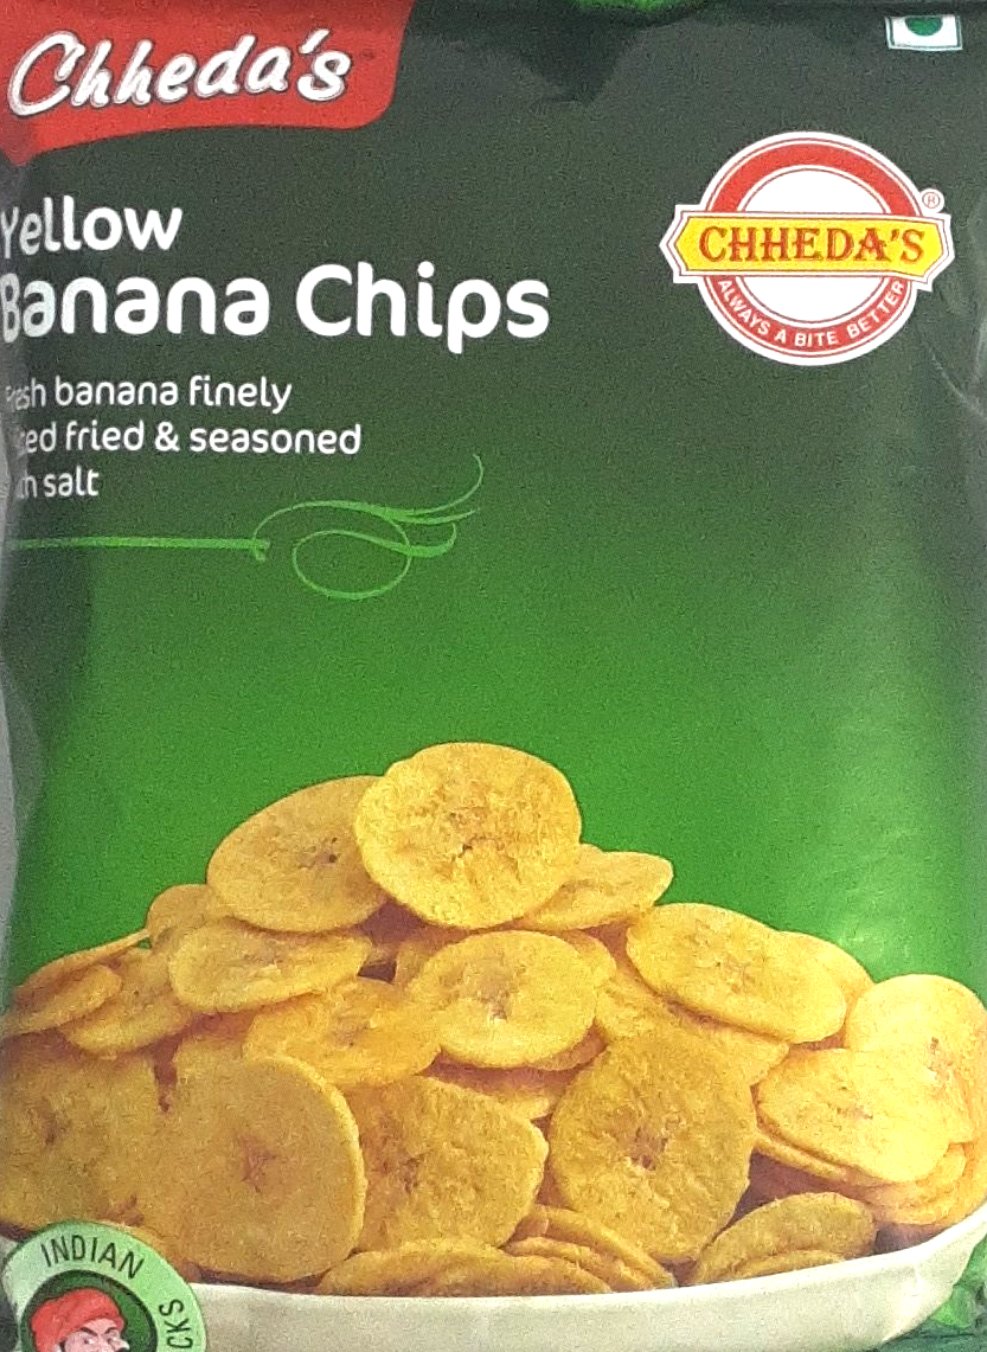 Chheda's
Yellow
Banana Chips
CHHEDA'S
®
ALWAYS A BITE BETTER
banana finely
fried & seasoned
salt
INDIAN